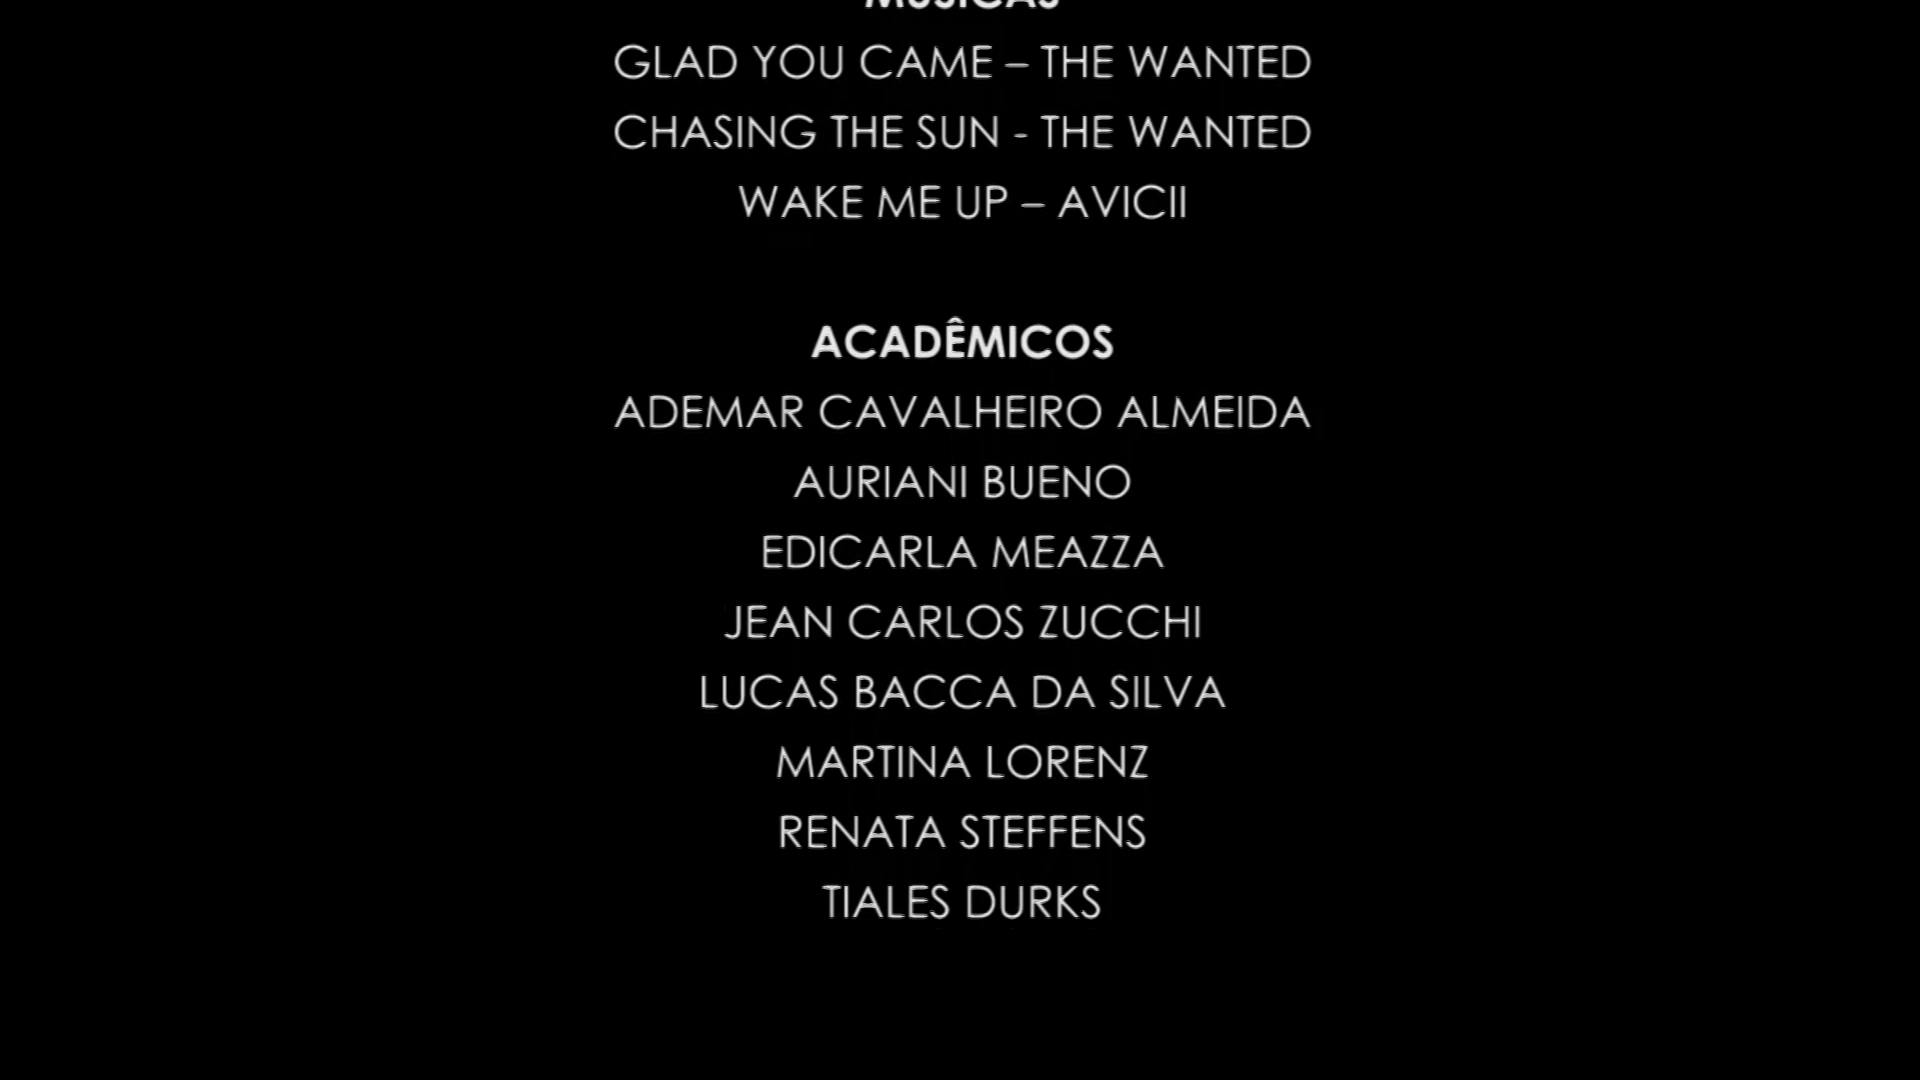 MÚSICAS
GLAD YOU CAME – THE WANTED
CHASING THE SUN - THE WANTED
WAKE ME UP – AVICII
ACADÊMICOS
ADEMAR CAVALHEIRO ALMEIDA
AURIANI BUENO
EDICARLA MEAZZA
JEAN CARLOS ZUCCHI
LUCAS BACCA DA SILVA
MARTINA LORENZ
RENATA STEFFENS
TIALES DURKS